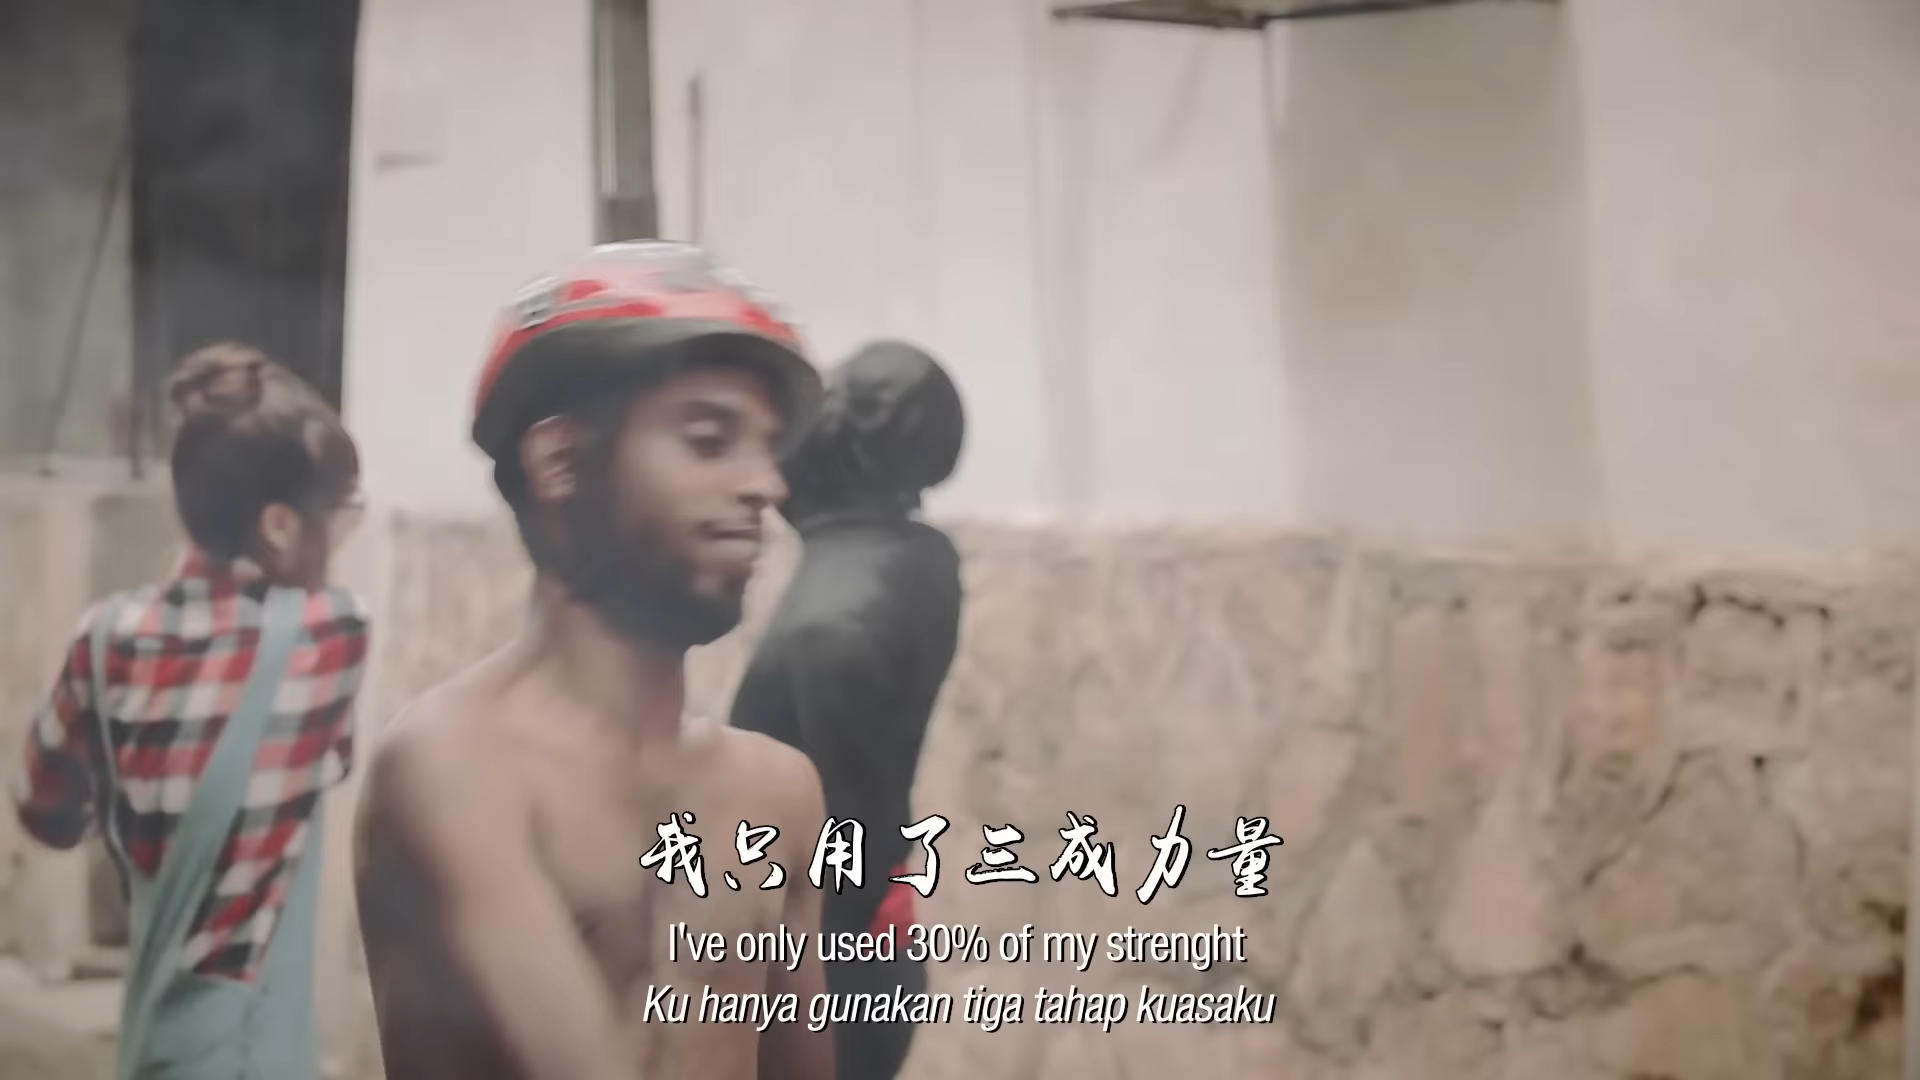 我只用了三成力量
I've only used 30% of my strenght
Ku hanya gunakan tiga tahap kuasaku